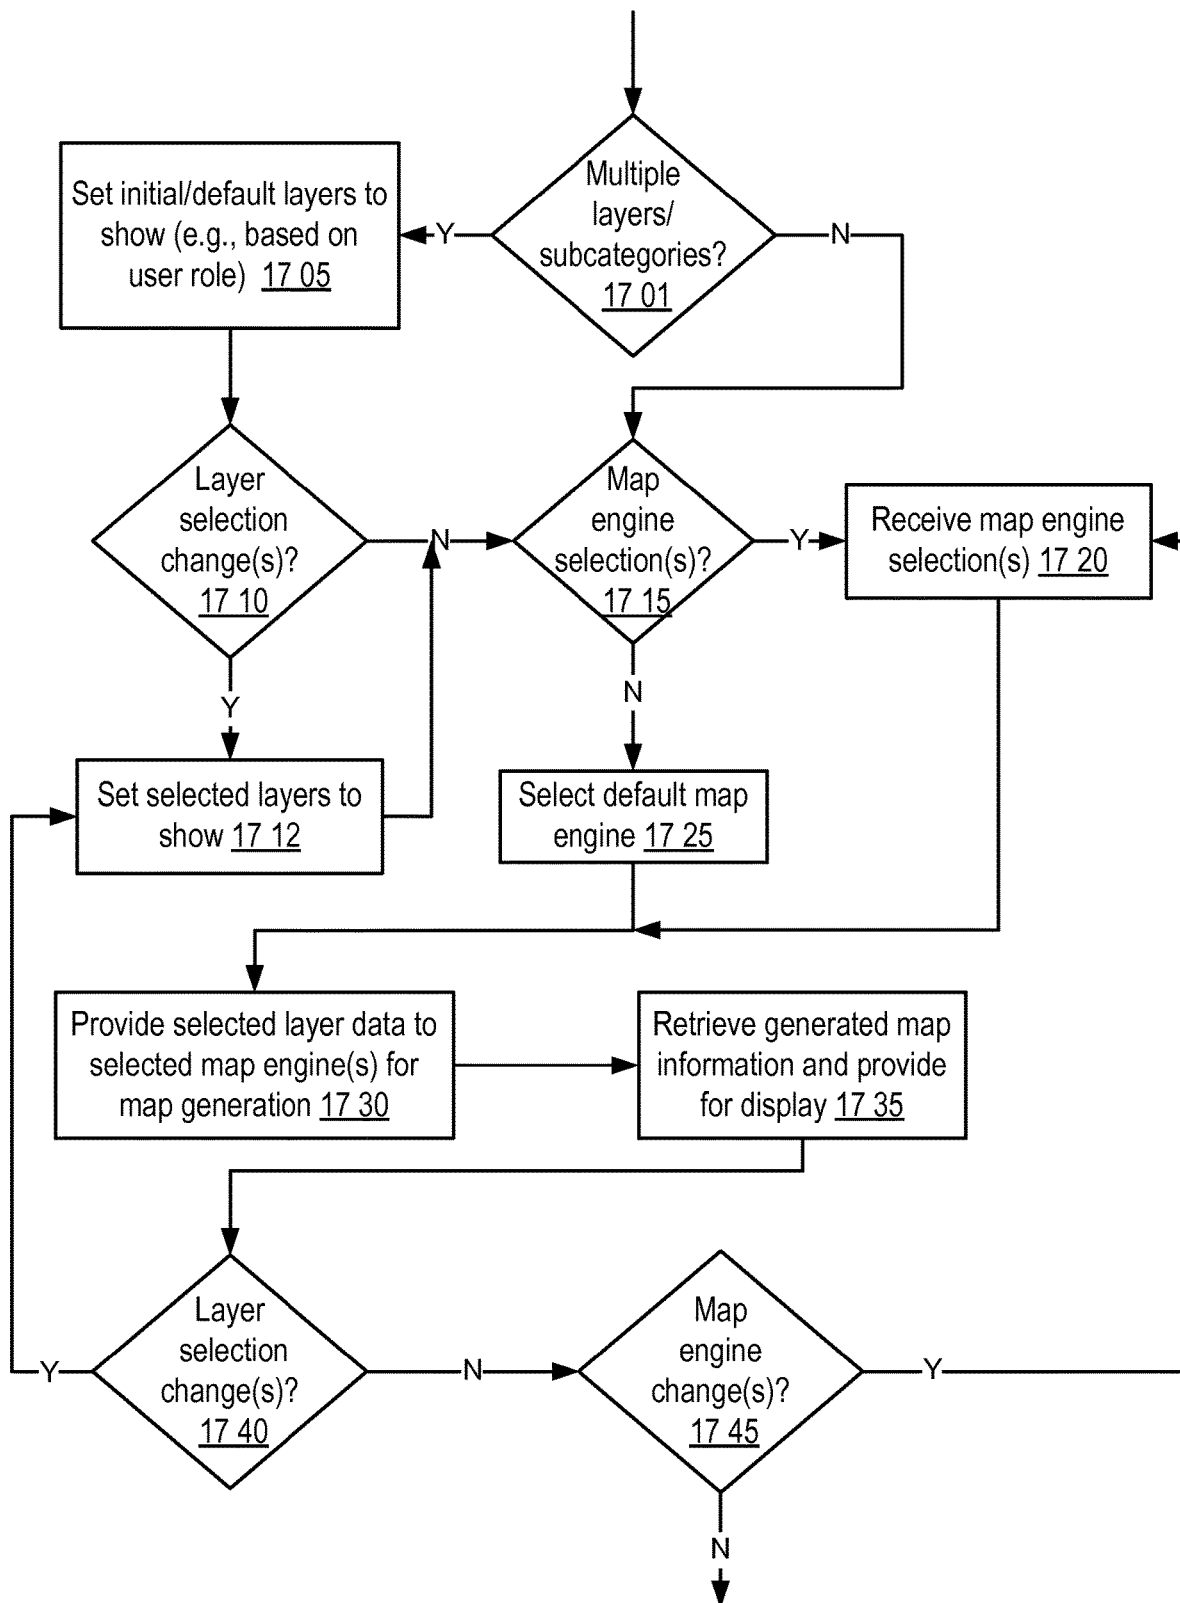 Multiple
layers/
subcategories?
17 01
Y
N
Set initial/default layers to
show (e.g., based on
user role) 17 05
Layer
selection
change(s)?
17 10
N
Y
Map
engine
selection(s)?
17 15
Y
N
Receive map engine
selection(s) 17 20
Set selected layers to
show 17 12
Select default map
engine 17 25
Provide selected layer data to
selected map engine(s) for
map generation 17 30
Retrieve generated map
information and provide
for display 17 35
Layer
selection
change(s)?
17 40
Y
N
Map
engine
change(s)?
17 45
Y
N